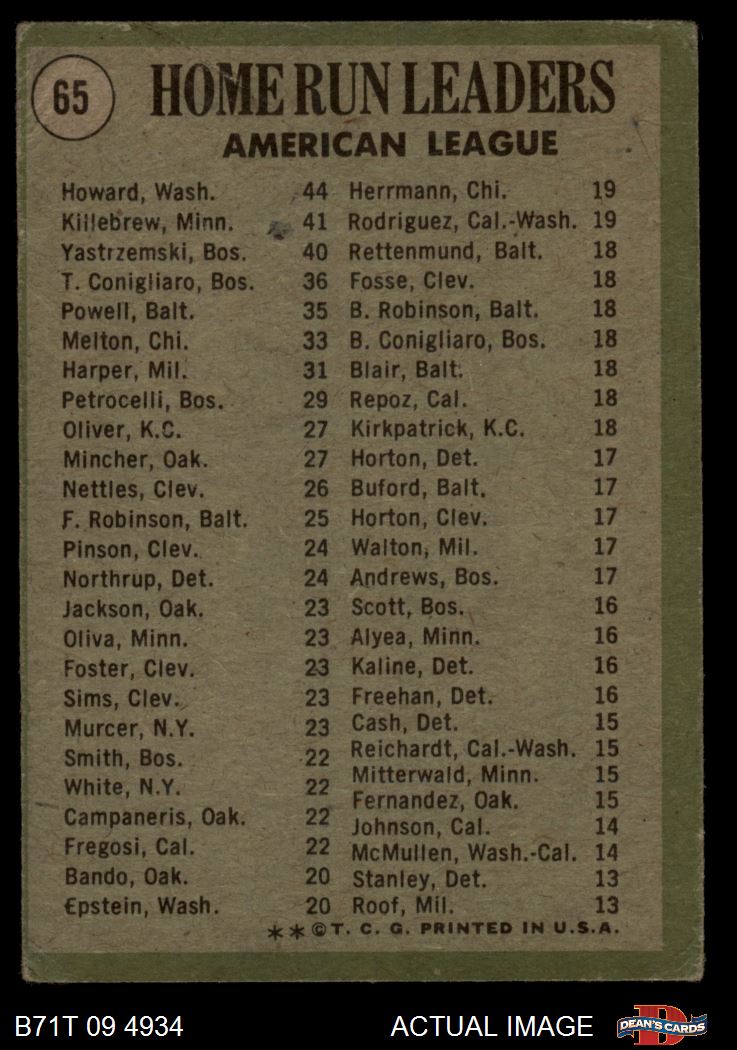 65
HOME RUN LEADERS
AMERICAN LEAGUE
Howard, Wash. 44
Killebrew, Minn. 41
Yastrzemski, Bos. 40
T. Conigliaro, Bos. 36
Powell, Balt. 35
Melton, Chi. 33
Harper, Mil. 31
Petrocelli, Bos. 29
Oliver, K.C. 27
Mincher, Oak. 27
Nettles, Clev. 26
F. Robinson, Balt. 25
Pinson, Clev. 24
Northrup, Det. 24
Jackson, Oak. 23
Oliva, Minn. 23
Foster, Clev. 23
Sims, Clev. 23
Murcer, N.Y. 23
Smith, Bos. 22
White, N.Y. 22
Campaneris, Oak. 22
Fregosi, Cal. 22
Bando, Oak. 20
Epstein, Wash. 20
Herrmann, Chi. 19
Rodriguez, Cal.-Wash. 19
Rettenmund, Balt. 18
Fosse, Clev. 18
B. Robinson, Balt. 18
B. Conigliaro, Bos. 18
Blair, Balt. 18
Repoz, Cal. 18
Kirkpatrick, K.C. 18
Horton, Det. 17
Buford, Balt. 17
Horton, Clev. 17
Walton, Mil. 17
Andrews, Bos. 17
Scott, Bos. 16
Alyea, Minn. 16
Kaline, Det. 16
Freehan, Det. 16
Cash, Det. 15
Reichardt, Cal.-Wash. 15
Mitterwald, Minn. 15
Fernandez, Oak. 15
Johnson, Cal. 14
McMullen, Wash.-Cal. 14
Stanley, Det. 13
Roof, Mil. 13
**©T. C. G. PRINTED IN U.S.A.
B71T 09 4934
ACTUAL IMAGE
D
DEAN'S CARDS